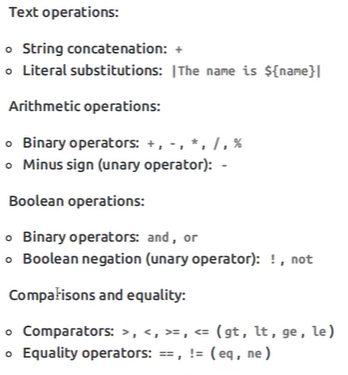 Text operations:
String concatenation: +
Literal substitutions: |The name is ${name}|
Arithmetic operations:
Binary operators: +, -, *, /, %
Minus sign (unary operator): -
Boolean operations:
Binary operators: and, or
Boolean negation (unary operator): !, not
Comparisons and equality:
Comparators: >, <, >=, <= (gt, lt, ge, le)
Equality operators: ==, != (eq, ne)